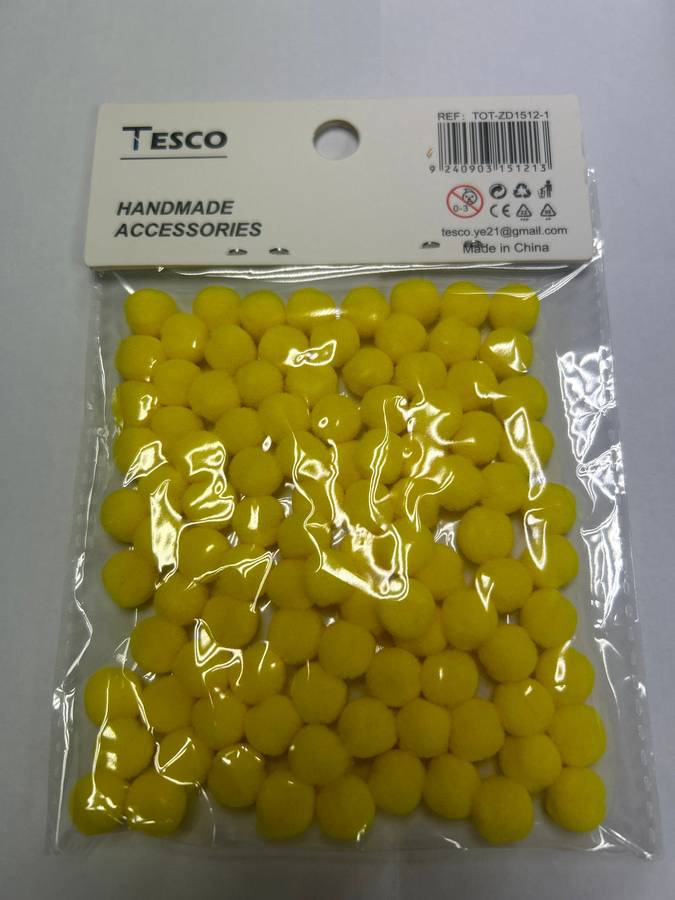 TESCO
HANDMADE
ACCESSORIES
REF: TOT-ZD1512-1
9 240903 151213
0-3
CE
tesco.ye21@gmail.com
Made in China